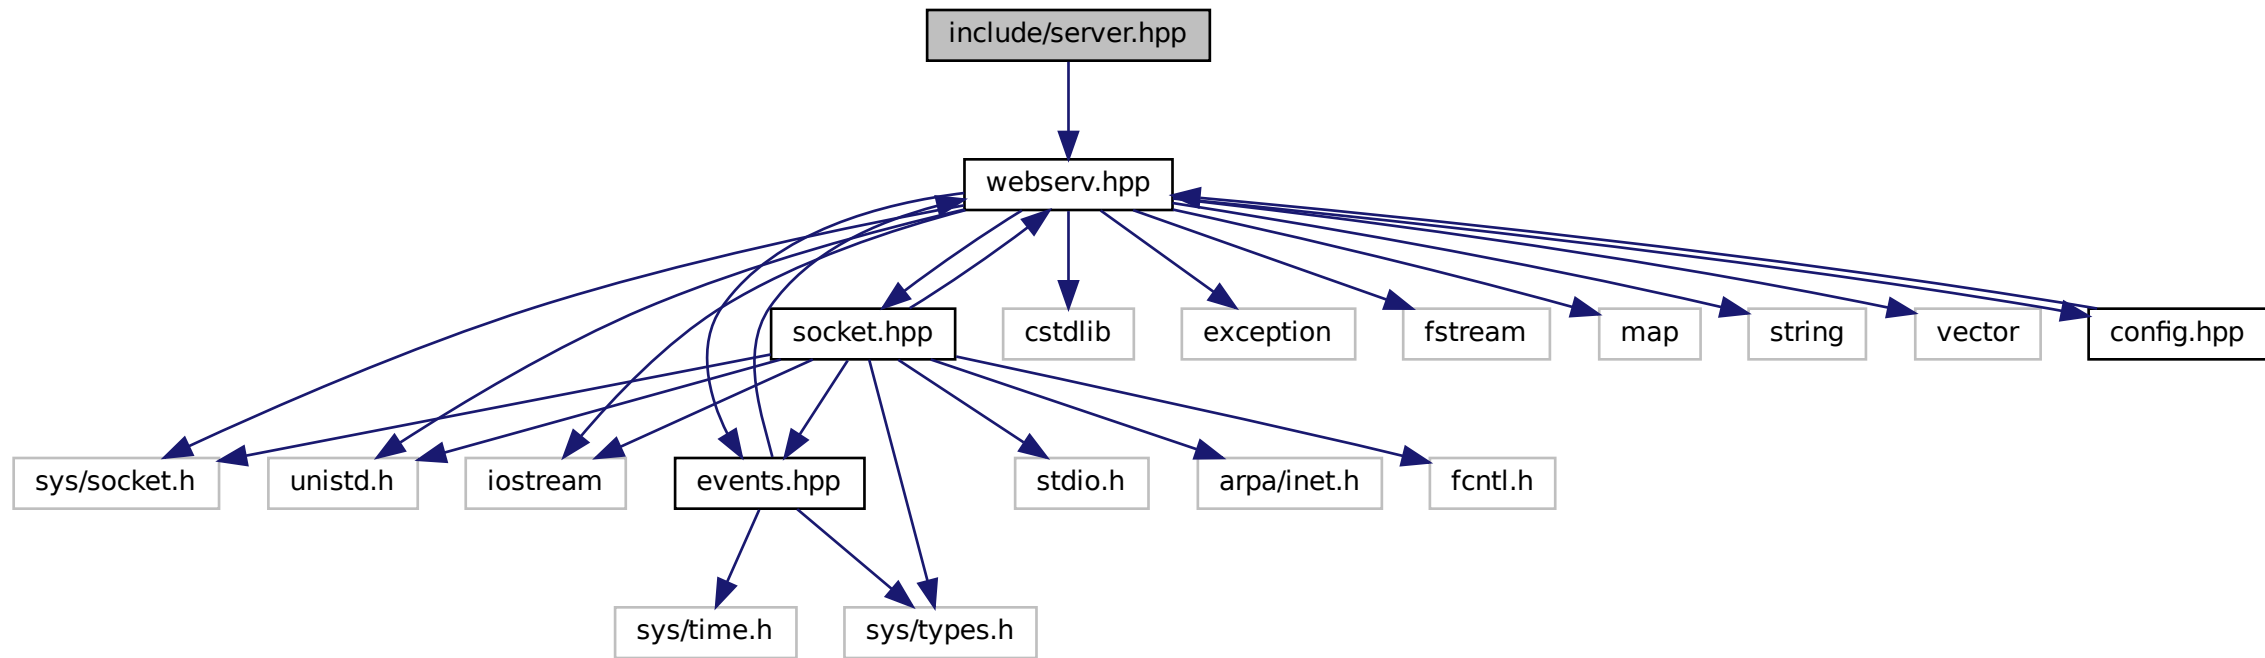 include/server.hpp
webserv.hpp
socket.hpp
cstdlib
exception
fstream
map
string
vector
config.hpp
sys/socket.h
unistd.h
iostream
events.hpp
stdio.h
arpa/inet.h
fcntl.h
sys/time.h
sys/types.h